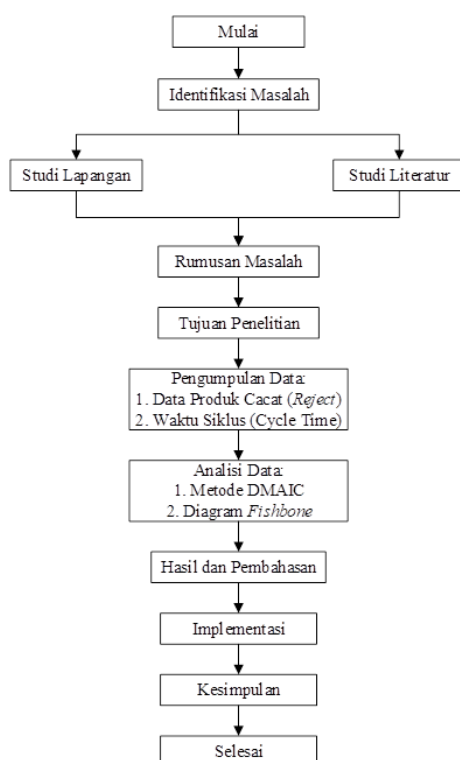 Mulai
Identifikasi Masalah
Studi Lapangan
Studi Literatur
Rumusan Masalah
Tujuan Penelitian
Pengumpulan Data:
1. Data Produk Cacat (Reject)
2. Waktu Siklus (Cycle Time)
Analisi Data:
1. Metode DMAIC
2. Diagram Fishbone
Hasil dan Pembahasan
Implementasi
Kesimpulan
Selesai